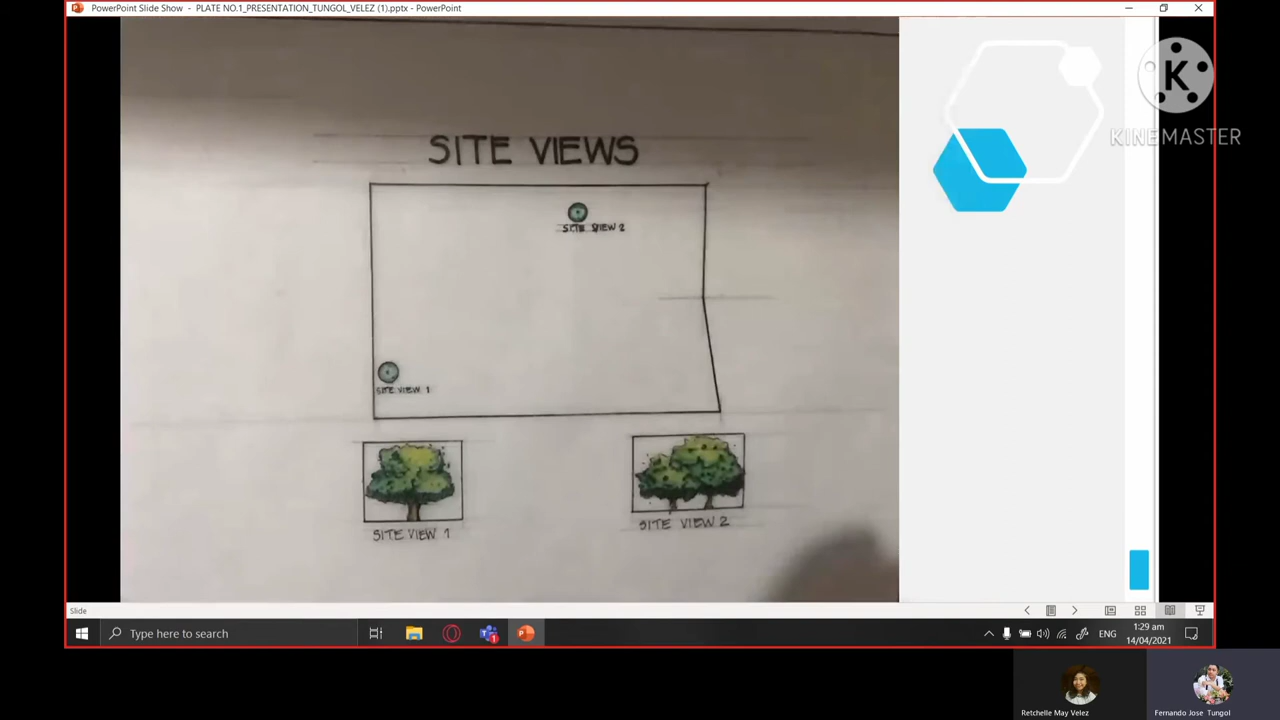 PowerPoint Slide Show - PLATE NO.1_PRESENTATION_TUNGOL_VELEZ (1).pptx - PowerPoint
KINEMASTER
SITE VIEWS
SITE VIEW 2
SITE VIEW 1
SITE VIEW 1
SITE VIEW 2
Slide
Type here to search
1
ENG
1:29 am
14/04/2021
Retchelle May Velez
Fernando Jose Tungol